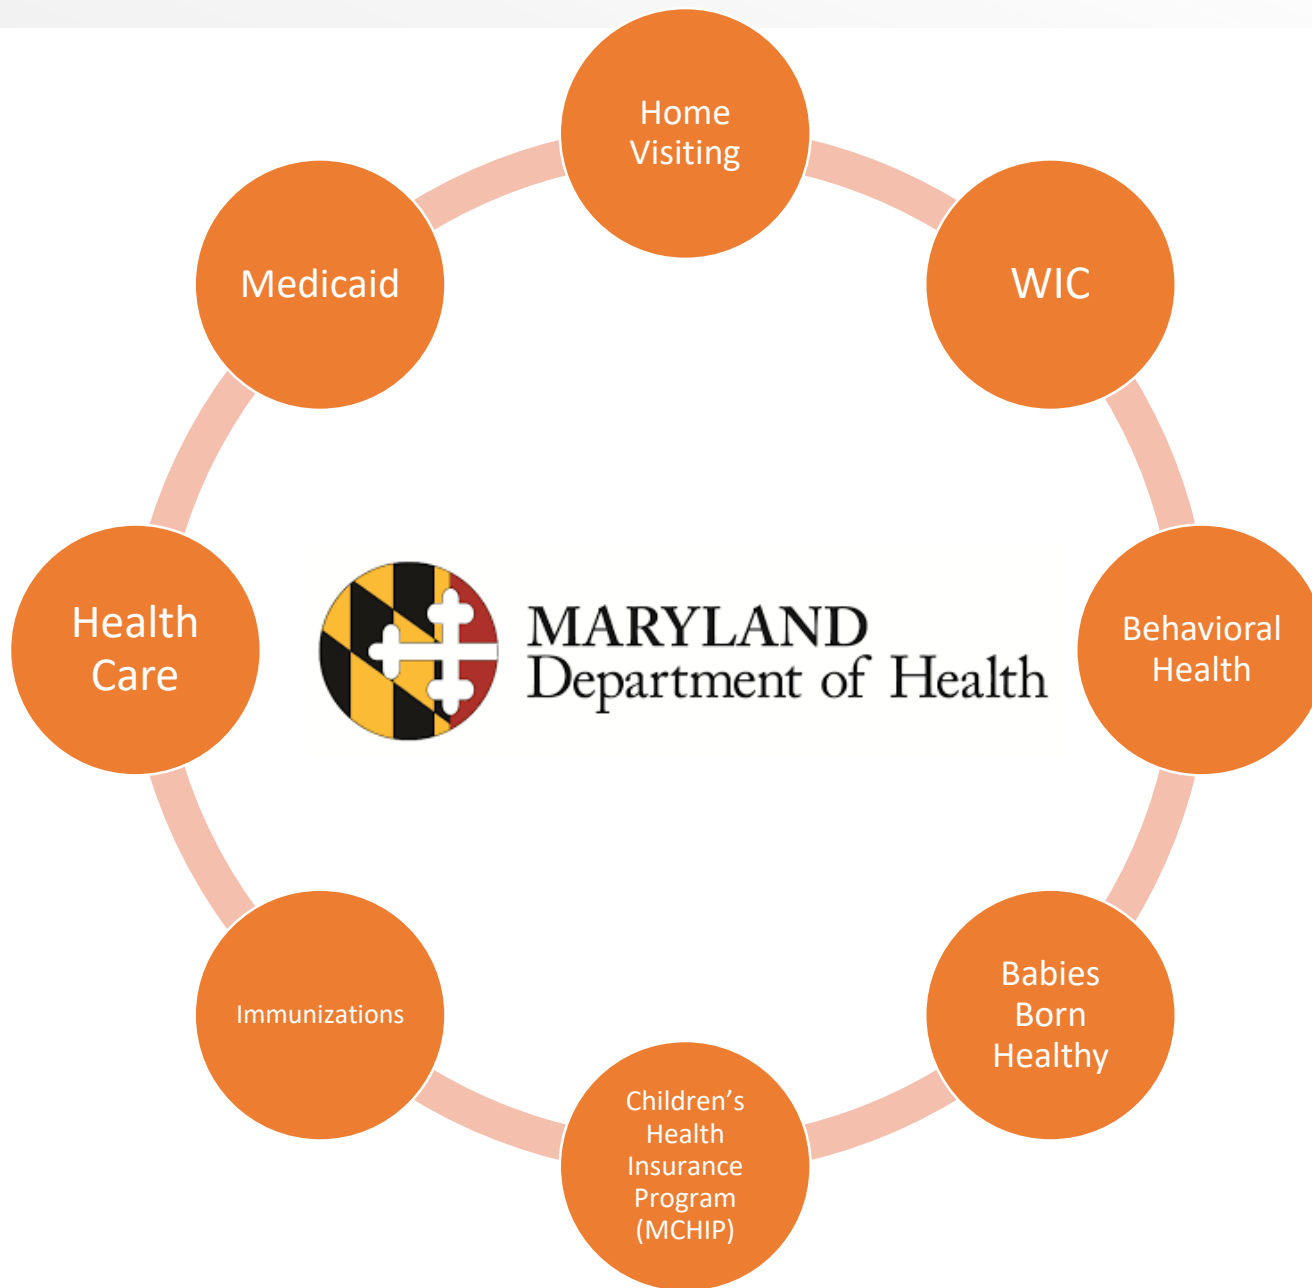 Home
Visiting
Medicaid
WIC
Health
Care
MARYLAND
Department of Health
Behavioral
Health
Immunizations
Babies
Born
Healthy
Children’s
Health
Insurance
Program
(MCHIP)